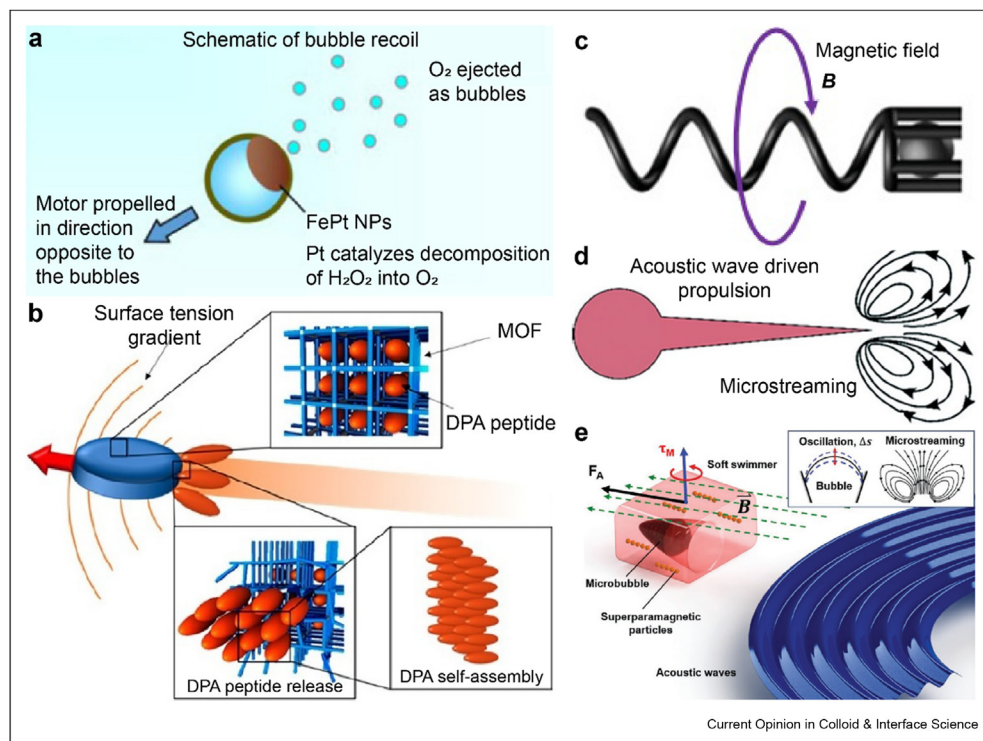 a
Schematic of bubble recoil
O₂ ejected
as bubbles
Motor propelled
in direction
opposite to
the bubbles
FePt NPs
Pt catalyzes decomposition
of H₂O₂ into O₂
b
Surface tension
gradient
MOF
DPA peptide
DPA peptide release
DPA self-assembly
c
Magnetic field
B
d
Acoustic wave driven
propulsion
Microstreaming
e
Oscillation, Δs
Microstreaming
Bubble
τM
Soft swimmer
FA
B
Microbubble
Superparamagnetic
particles
Acoustic waves
Current Opinion in Colloid & Interface Science